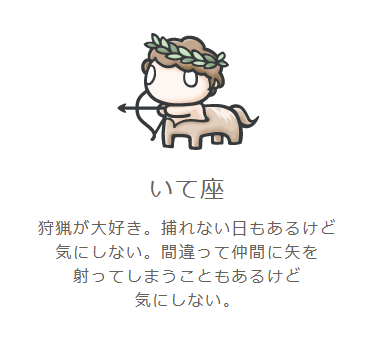 いて座
狩猟が大好き。捕れない日もあるけど
気にしない。間違って仲間に矢を
射ってしまうこともあるけど
気にしない。